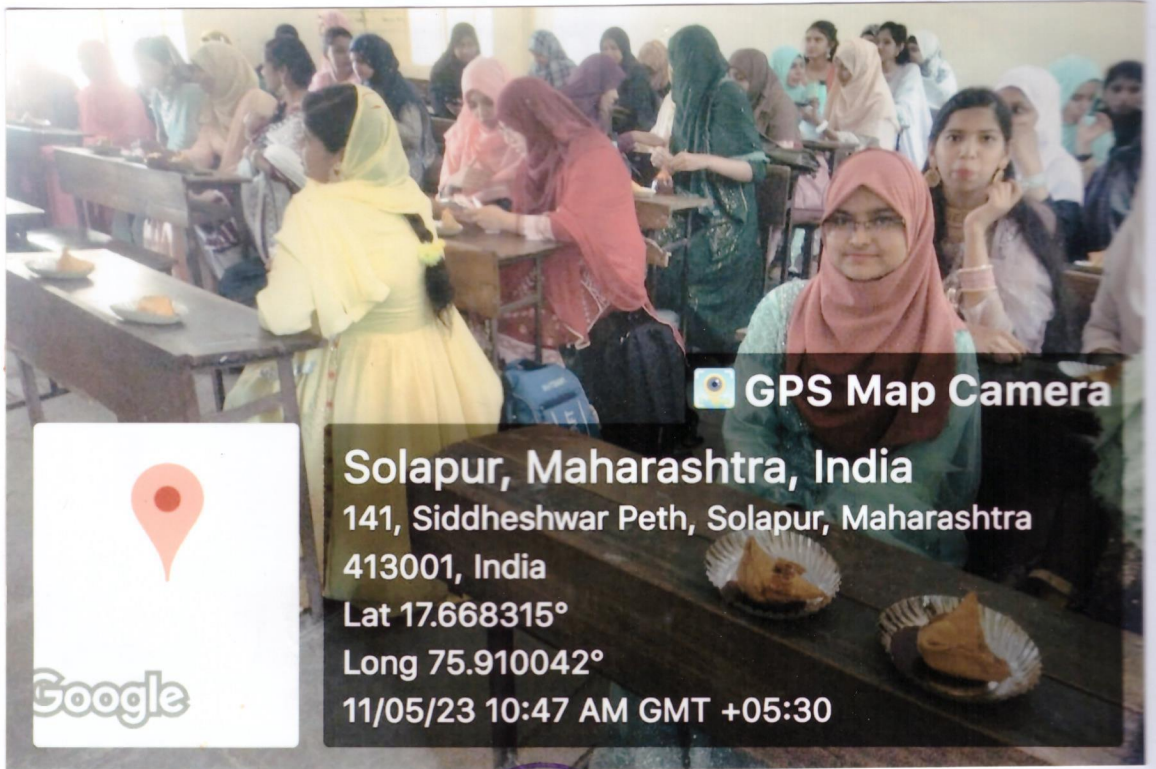 GPS Map Camera
Solapur, Maharashtra, India
141, Siddheshwar Peth, Solapur, Maharashtra
413001, India
Lat 17.668315°
Long 75.910042°
11/05/23 10:47 AM GMT +05:30
Google